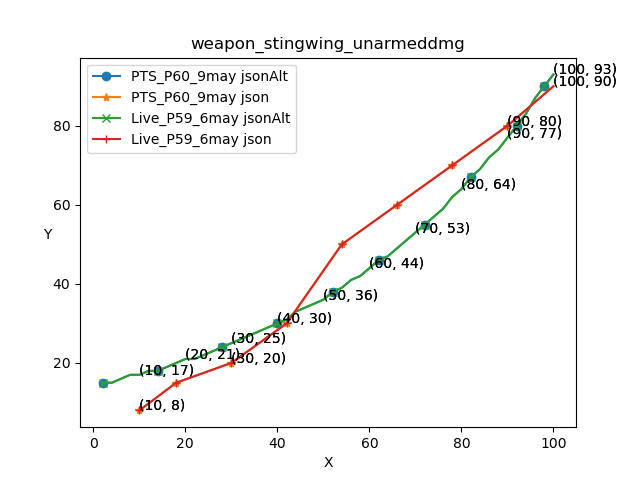 weapon_stingwing_unarmeddmg
PTS_P60_9may jsonAlt
PTS_P60_9may json
Live_P59_6may jsonAlt
Live_P59_6may json
(100, 93)
(100, 90)
(90, 80)
(90, 77)
(80, 64)
(70, 53)
(60, 44)
(50, 36)
(40, 30)
(30, 25)
(20, 21)
(30, 20)
(10, 17)
(10, 8)
80
60
40
20
Y
0 20 40 60 80 100
X